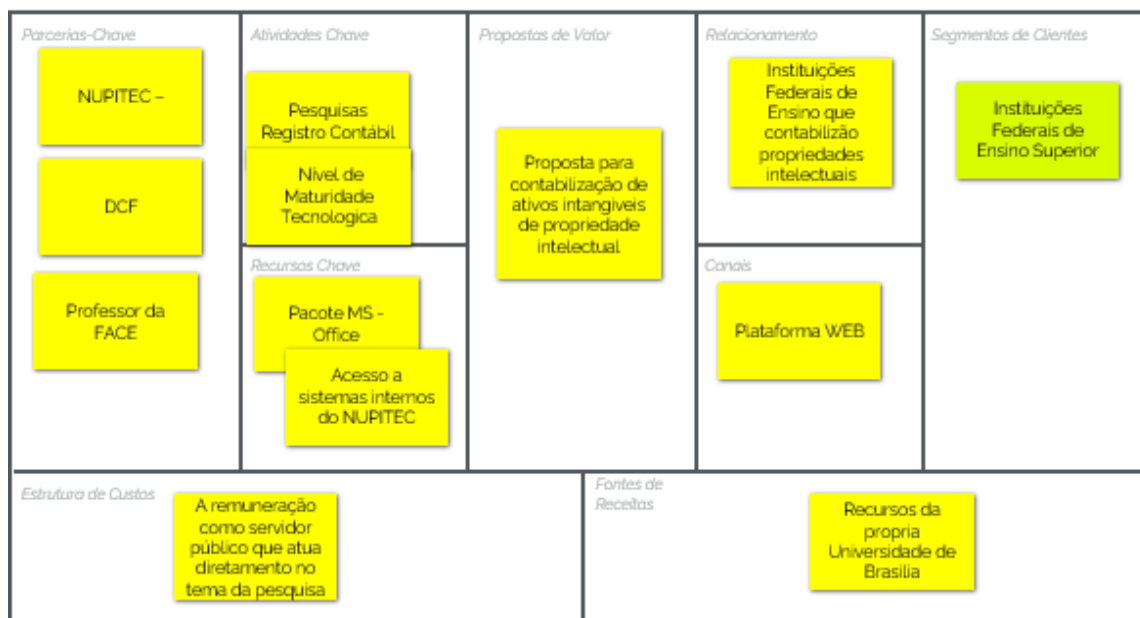 Parcerias-Chave
NUPITEC –
DCF
Professor da
FACE
Atividades Chave
Pesquisas
Registro Contábil
Nível de
Maturidade
Tecnologica
Recursos Chave
Pacote MS -
Office
Acesso a
sistemas internos
do NUPITEC
Propostas de Valor
Proposta para
contabilização de
ativos intangíveis
de propriedade
intelectual
Relacionamento
Instituições
Federais de
Ensino que
contabilizão
propriedades
intelectuais
Canais
Plataforma WEB
Segmentos de Clientes
Instituições
Federais de
Ensino Superior
Estrutura de Custos
A remuneração
como servidor
público que atua
diretamento no
tema da pesquisa
Fontes de
Receitas
Recursos da
propria
Universidade de
Brasilia